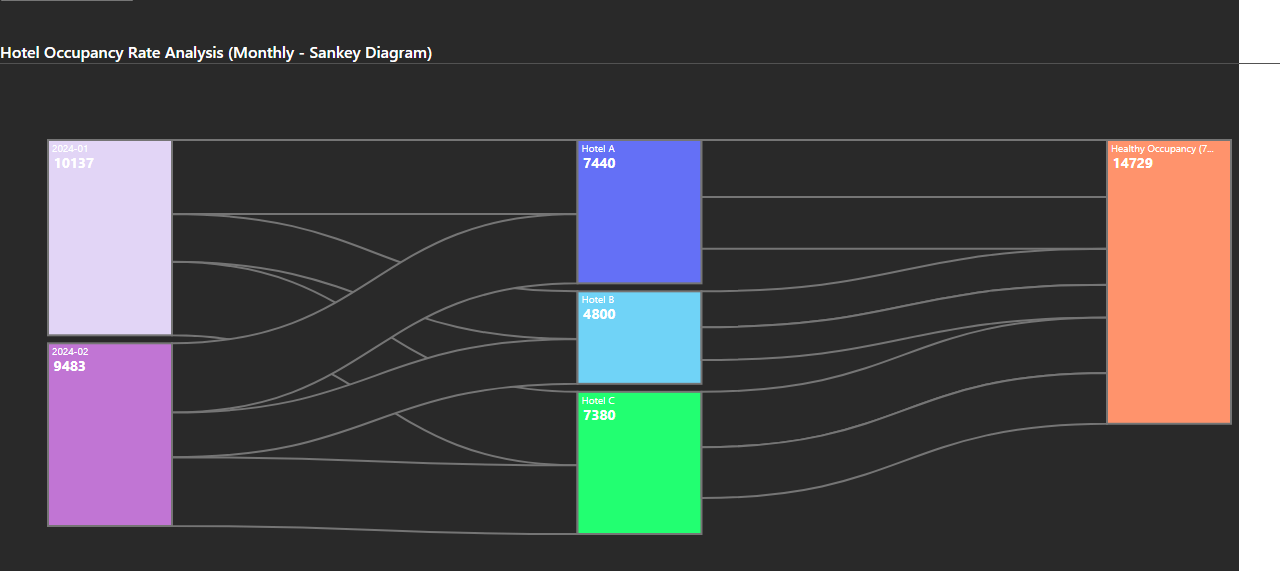 Hotel Occupancy Rate Analysis (Monthly - Sankey Diagram)
2024-01
10137
Hotel A
7440
Healthy Occupancy (7...
14729
Hotel B
4800
2024-02
9483
Hotel C
7380